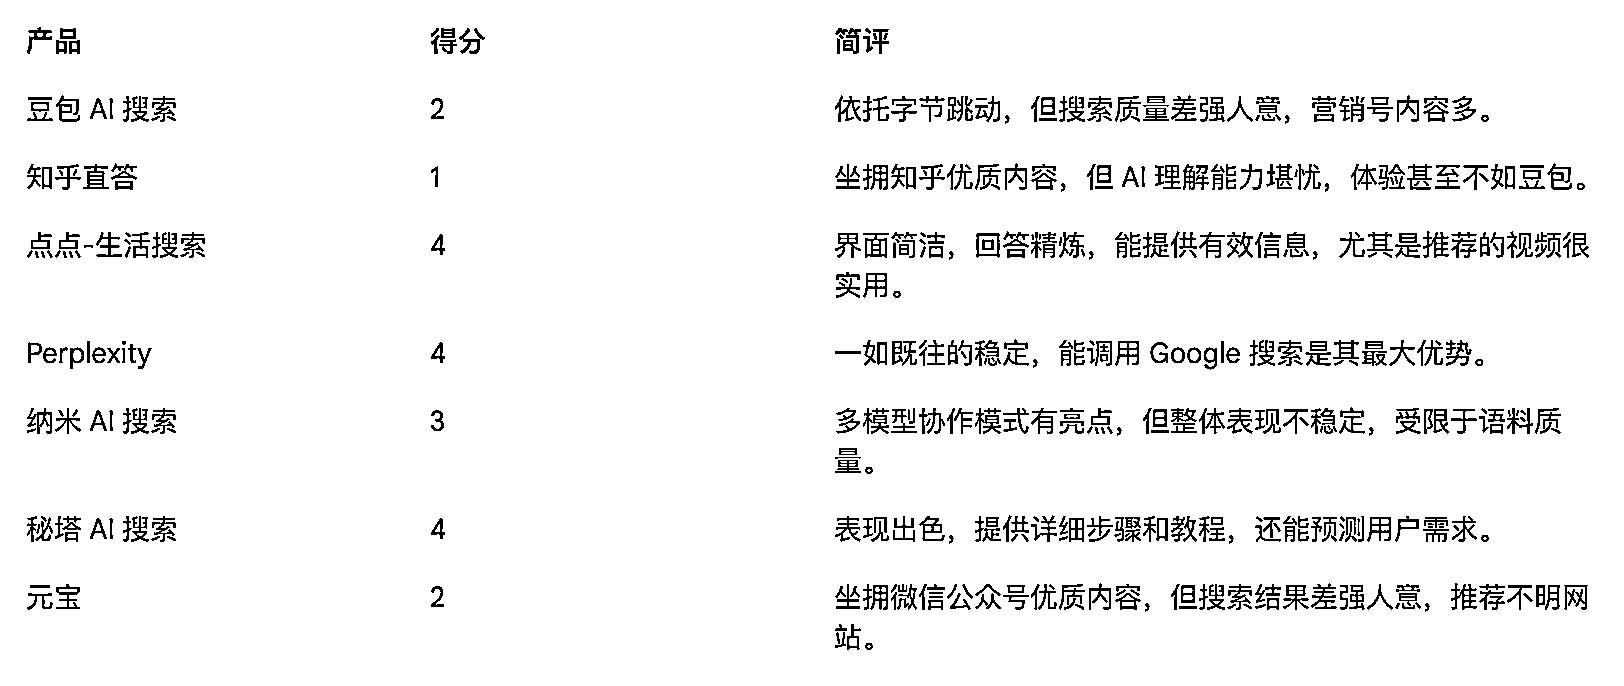 产品 得分 简评
豆包 AI 搜索 2 依托字节跳动，但搜索质量差强人意，营销号内容多。
知乎直答 1 坐拥知乎优质内容，但 AI 理解能力堪忧，体验甚至不如豆包。
点点-生活搜索 4 界面简洁，回答精炼，能提供有效信息，尤其是推荐的视频很
实用。
Perplexity 4 一如既往的稳定，能调用 Google 搜索是其最大优势。
纳米 AI 搜索 3 多模型协作模式有亮点，但整体表现不稳定，受限于语料质
量。
秘塔 AI 搜索 4 表现出色，提供详细步骤和教程，还能预测用户需求。
元宝 2 坐拥微信公众号优质内容，但搜索结果差强人意，推荐不明网
站。